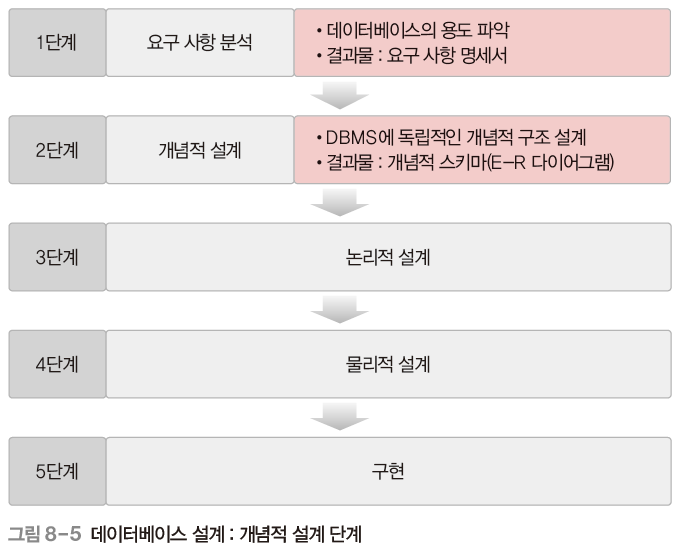 1단계
요구 사항 분석
• 데이터베이스의 용도 파악
• 결과물 : 요구 사항 명세서
2단계
개념적 설계
• DBMS에 독립적인 개념적 구조 설계
• 결과물 : 개념적 스키마(E-R 다이어그램)
3단계
논리적 설계
4단계
물리적 설계
5단계
구현
그림 8-5 데이터베이스 설계 : 개념적 설계 단계